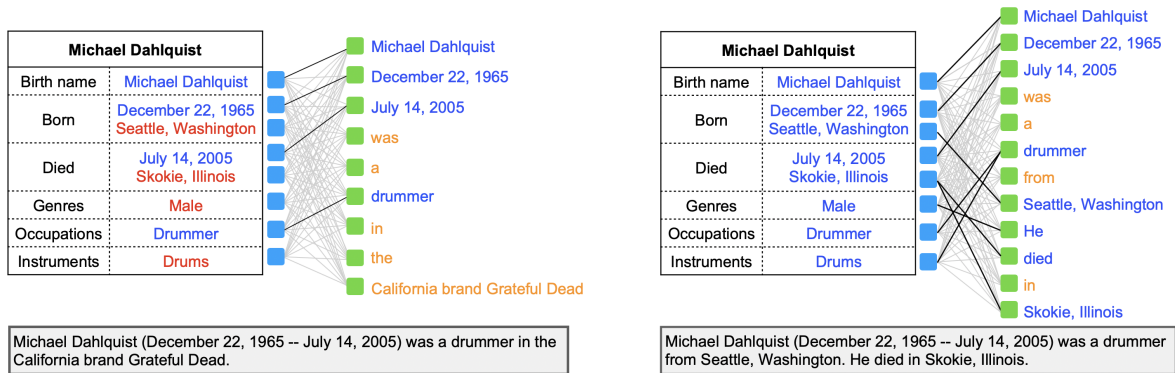 Michael Dahlquist
Birth name Michael Dahlquist
Born December 22, 1965
Seattle, Washington
Died July 14, 2005
Skokie, Illinois
Genres Male
Occupations Drummer
Instruments Drums
Michael Dahlquist
December 22, 1965
July 14, 2005
was
a
drummer
in
the
California brand Grateful Dead
Michael Dahlquist (December 22, 1965 -- July 14, 2005) was a drummer in the
California brand Grateful Dead.
Michael Dahlquist
Birth name Michael Dahlquist
Born December 22, 1965
Seattle, Washington
Died July 14, 2005
Skokie, Illinois
Genres Male
Occupations Drummer
Instruments Drums
Michael Dahlquist
December 22, 1965
July 14, 2005
was
a
drummer
from
Seattle, Washington
He
died
in
Skokie, Illinois
Michael Dahlquist (December 22, 1965 -- July 14, 2005) was a drummer
from Seattle, Washington. He died in Skokie, Illinois.